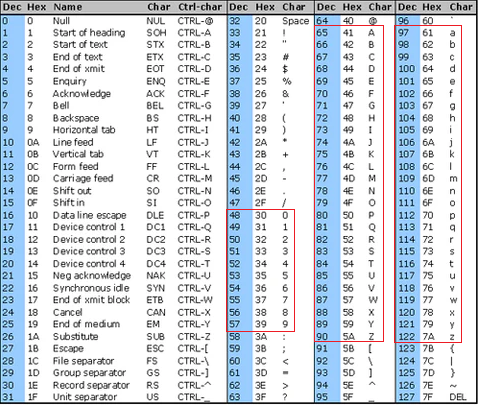 Dec Hex Name Char Ctrl-char Dec Hex Char Dec Hex Char Dec Hex Char
0 0 Null NUL CTRL-@ 32 20 Space 64 40 @ 96 60 `
1 1 Start of heading SOH CTRL-A 33 21 ! 65 41 A 97 61 a
2 2 Start of text STX CTRL-B 34 22 " 66 42 B 98 62 b
3 3 End of text ETX CTRL-C 35 23 # 67 43 C 99 63 c
4 4 End of xmit EOT CTRL-D 36 24 $ 68 44 D 100 64 d
5 5 Enquiry ENQ CTRL-E 37 25 % 69 45 E 101 65 e
6 6 Acknowledge ACK CTRL-F 38 26 & 70 46 F 102 66 f
7 7 Bell BEL CTRL-G 39 27 ' 71 47 G 103 67 g
8 8 Backspace BS CTRL-H 40 28 ( 72 48 H 104 68 h
9 9 Horizontal tab HT CTRL-I 41 29 ) 73 49 I 105 69 i
10 0A Line feed LF CTRL-J 42 2A * 74 4A J 106 6A j
11 0B Vertical tab VT CTRL-K 43 2B + 75 4B K 107 6B k
12 0C Form feed FF CTRL-L 44 2C , 76 4C L 108 6C l
13 0D Carriage feed CR CTRL-M 45 2D - 77 4D M 109 6D m
14 0E Shift out SO CTRL-N 46 2E . 78 4E N 110 6E n
15 0F Shift in SI CTRL-O 47 2F / 79 4F O 111 6F o
16 10 Data line escape DLE CTRL-P 48 30 0 80 50 P 112 70 p
17 11 Device control 1 DC1 CTRL-Q 49 31 1 81 51 Q 113 71 q
18 12 Device control 2 DC2 CTRL-R 50 32 2 82 52 R 114 72 r
19 13 Device control 3 DC3 CTRL-S 51 33 3 83 53 S 115 73 s
20 14 Device control 4 DC4 CTRL-T 52 34 4 84 54 T 116 74 t
21 15 Neg acknowledge NAK CTRL-U 53 35 5 85 55 U 117 75 u
22 16 Synchronous idle SYN CTRL-V 54 36 6 86 56 V 118 76 v
23 17 End of xmit block ETB CTRL-W 55 37 7 87 57 W 119 77 w
24 18 Cancel CAN CTRL-X 56 38 8 88 58 X 120 78 x
25 19 End of medium EM CTRL-Y 57 39 9 89 59 Y 121 79 y
26 1A Substitute SUB CTRL-Z 58 3A : 90 5A Z 122 7A z
27 1B Escape ESC CTRL-[ 59 3B ; 91 5B [ 123 7B {
28 1C File separator FS CTRL-\ 60 3C < 92 5C \ 124 7C |
29 1D Group separator GS CTRL-] 61 3D = 93 5D ] 125 7D }
30 1E Record separator RS CTRL-^ 62 3E > 94 5E ^ 126 7E ~
31 1F Unit separator US CTRL-_ 63 3F ? 95 5F _ 127 7F DEL